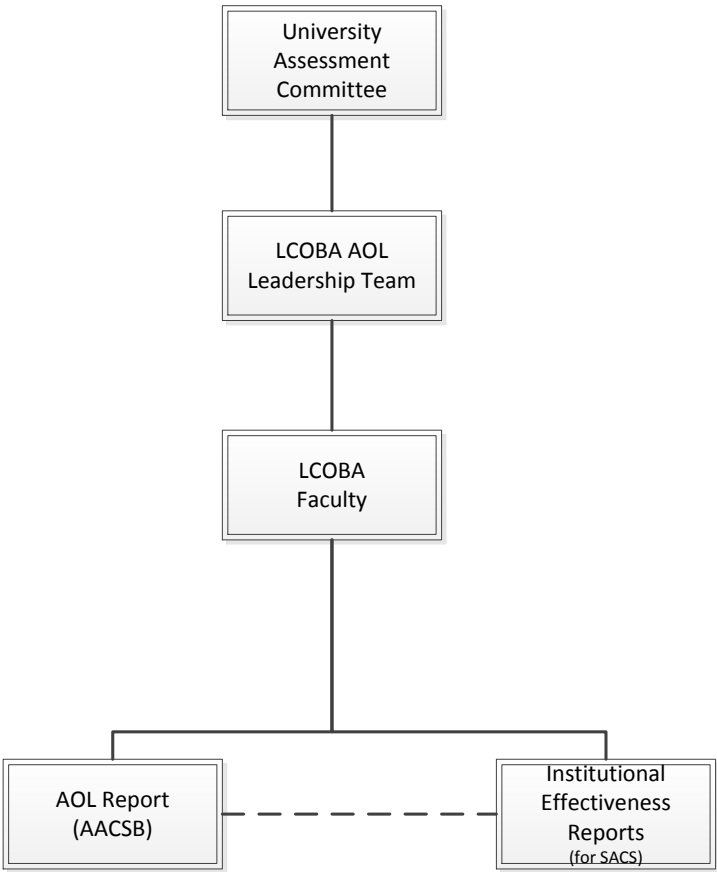 University
Assessment
Committee
LCOBA AOL
Leadership Team
LCOBA
Faculty
AOL Report
(AACSB)
Institutional
Effectiveness
Reports
(for SACS)